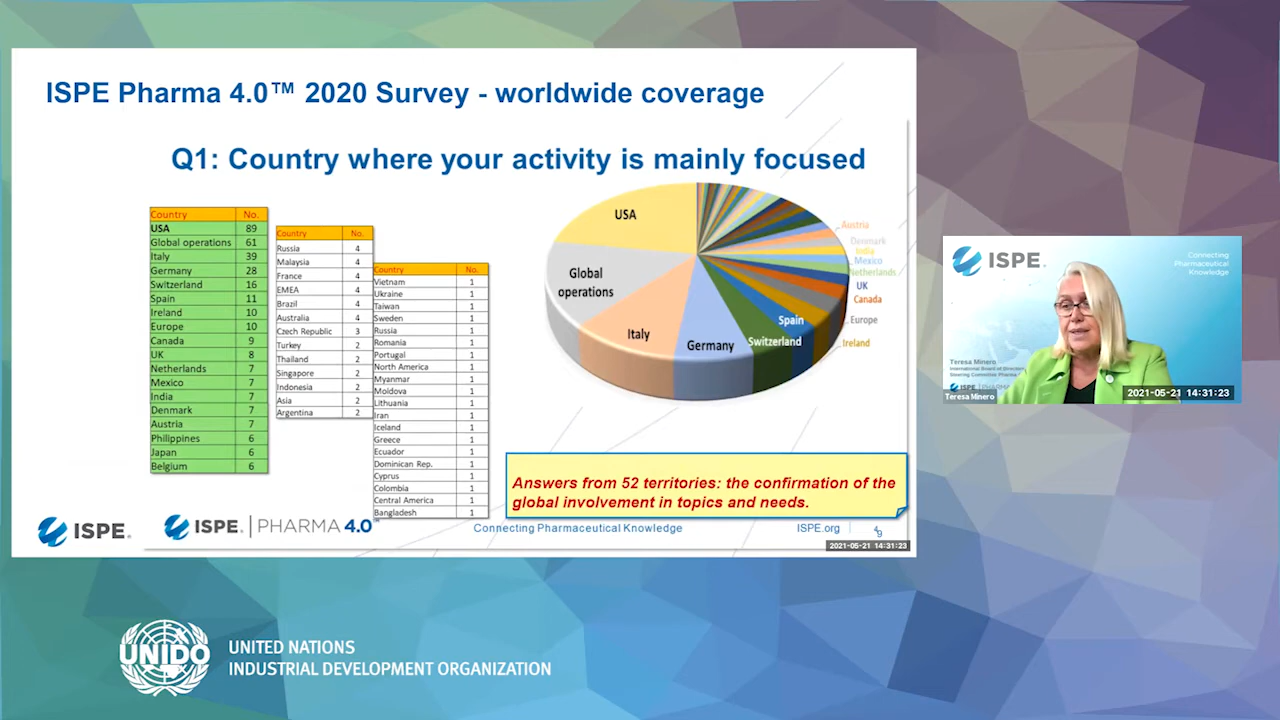 ISPE Pharma 4.0™ 2020 Survey - worldwide coverage
Q1: Country where your activity is mainly focused
Country No.
USA 89
Global operations 61
Italy 39
Germany 28
Switzerland 16
Spain 11
Ireland 10
Europe 10
Canada 9
UK 8
Netherlands 7
Mexico 7
India 7
Denmark 7
Austria 7
Philippines 6
Japan 6
Belgium 6
Country No.
Russia 4
Malaysia 4
France 4
EMEA 4
Brazil 4
Australia 4
Czech Republic 3
Turkey 2
Thailand 2
Singapore 2
Indonesia 2
Asia 2
Argentina 2
Country No.
Vietnam 1
Ukraine 1
Taiwan 1
Sweden 1
Russia 1
Romania 1
Portugal 1
North America 1
Myanmar 1
Moldova 1
Lithuania 1
Iran 1
Iceland 1
Greece 1
Ecuador 1
Dominican Rep. 1
Cyprus 1
Colombia 1
Central America 1
Bangladesh 1
USA
Global
operations
Italy
Germany
Switzerland
Spain
Austria
Denmark
India
Mexico
Netherlands
UK
Canada
Europe
Ireland
Answers from 52 territories: the confirmation of the
global involvement in topics and needs.
ISPE.
ISPE. | PHARMA 4.0™
Connecting Pharmaceutical Knowledge
ISPE.org
2021-05-21 14:31:23
ISPE.
Connecting
Pharmaceutical
Knowledge
Teresa Minero
International Board of Directors
Steering Committee Pharma
ISPE PHARM
Teresa Minero
2021-05-21 14:31:23
UNIDO
UNITED NATIONS
INDUSTRIAL DEVELOPMENT ORGANIZATION